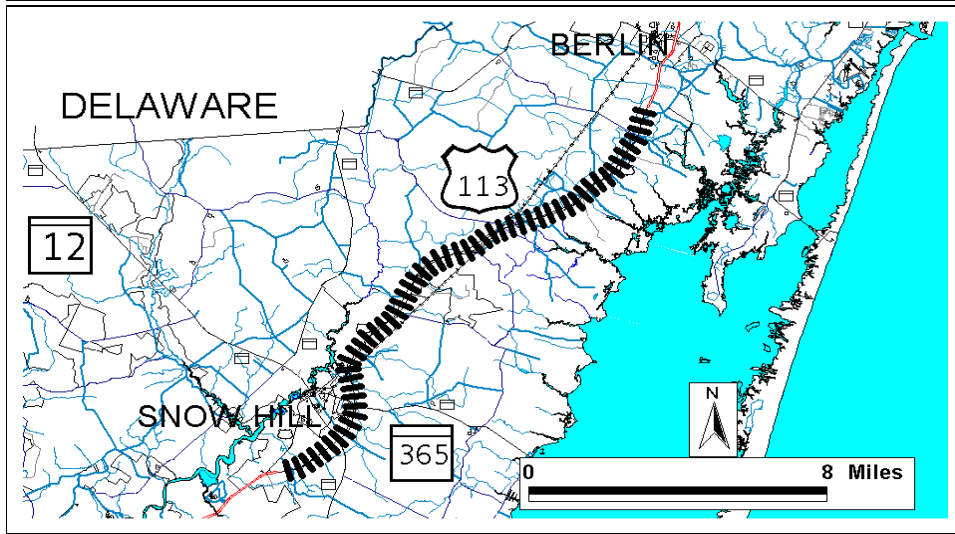 BERLIN
DELAWARE
113
12
SNOW HILL
365
N
0 8 Miles